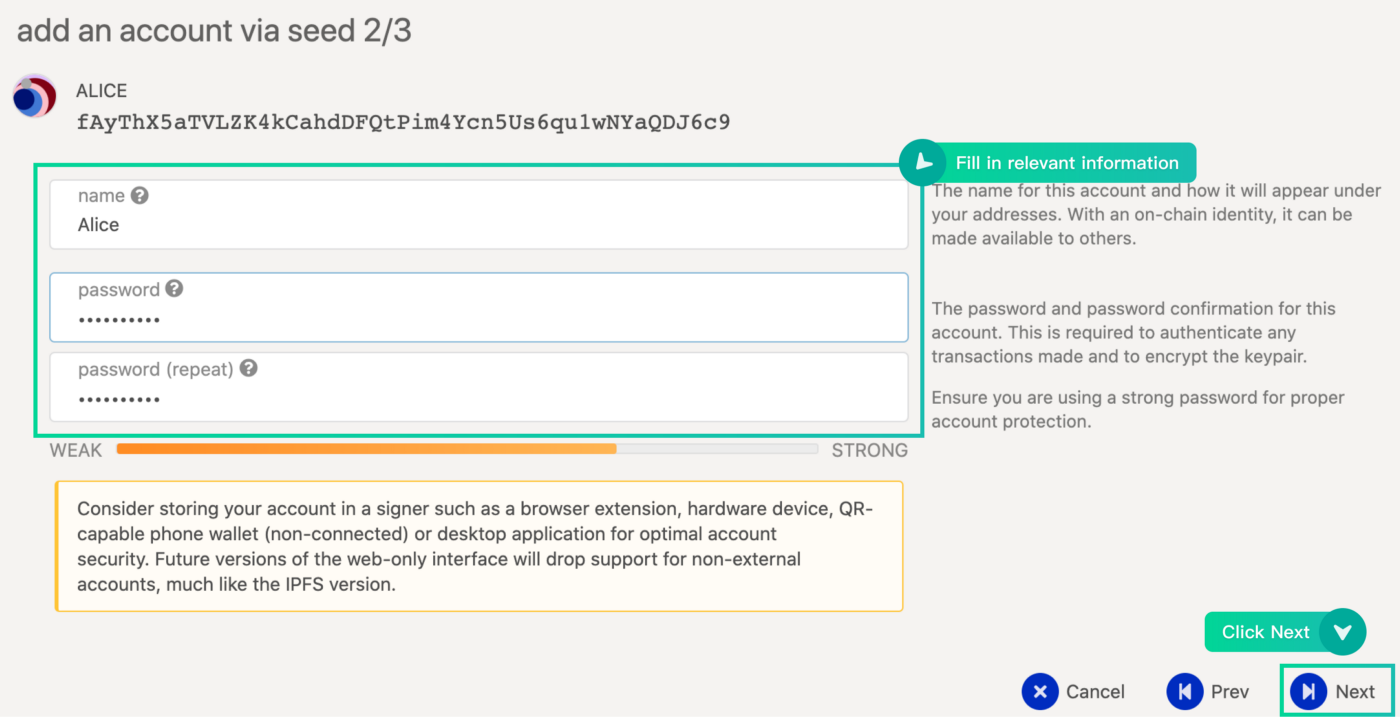 add an account via seed 2/3
ALICE
fAyThX5aTVLZK4kCahdDFQtPim4Ycn5Us6qu1wNYaQDJ6c9
Fill in relevant information
name
Alice
The name for this account and how it will appear under
your addresses. With an on-chain identity, it can be
made available to others.
password
••••••••••
The password and password confirmation for this
account. This is required to authenticate any
transactions made and to encrypt the keypair.
password (repeat)
••••••••••
Ensure you are using a strong password for proper
account protection.
WEAK
STRONG
Consider storing your account in a signer such as a browser extension, hardware device, QR-
capable phone wallet (non-connected) or desktop application for optimal account
security. Future versions of the web-only interface will drop support for non-external
accounts, much like the IPFS version.
Click Next
Cancel
Prev
Next